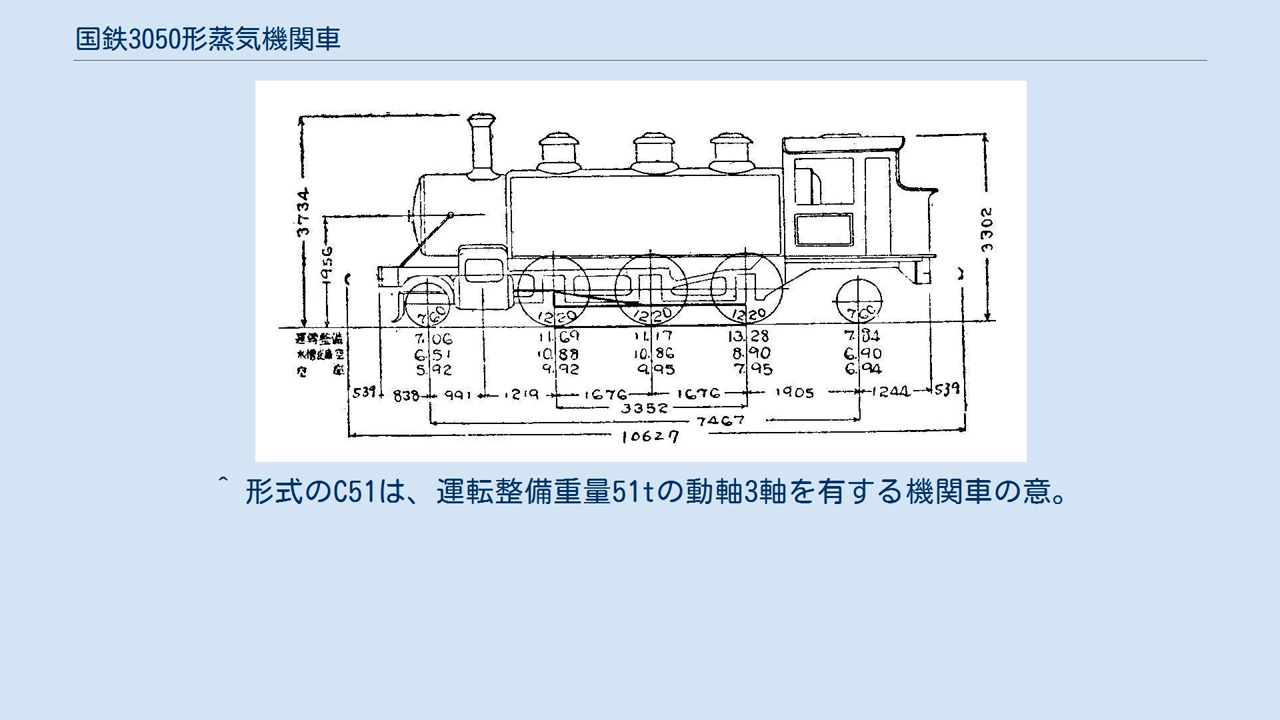 国鉄3050形蒸気機関車
3734
1956
3302
760 1220 1220 1220 760
運転整備 7.06 11.69 11.17 13.28 7.84
6.51 10.88 10.86 8.90 6.90
空車 5.92 9.92 9.95 7.95 6.94
539 838 991 1219 1676 1676 1905 1244 539
3352
7467
10627
^ 形式のC51は、運転整備重量51tの動軸3軸を有する機関車の意。